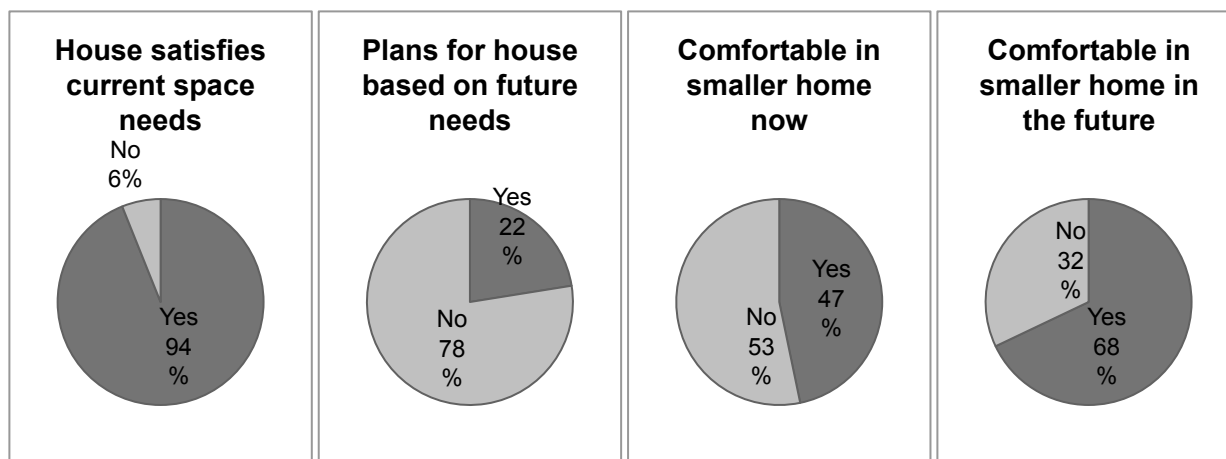 House satisfies
current space
needs
No
6%
Yes
94
%
Plans for house
based on future
needs
Yes
22
%
No
78
%
Comfortable in
smaller home
now
Yes
47
%
No
53
%
Comfortable in
smaller home in
the future
No
32
%
Yes
68
%